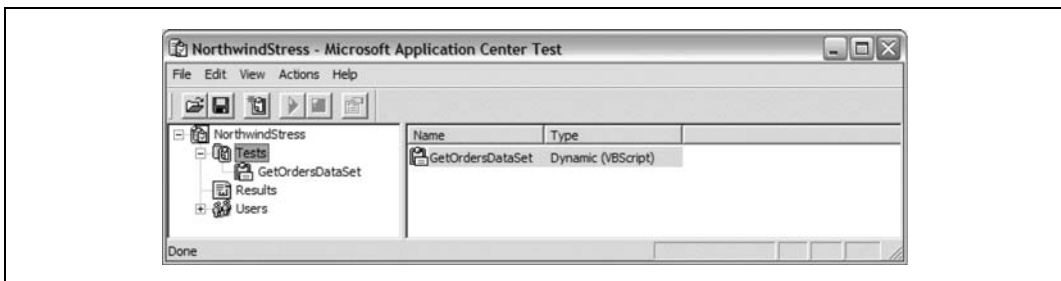 NorthwindStress - Microsoft Application Center Test
File Edit View Actions Help
NorthwindStress
Tests
GetOrdersDataSet
Results
Users
Name Type
GetOrdersDataSet Dynamic (VBScript)
Done